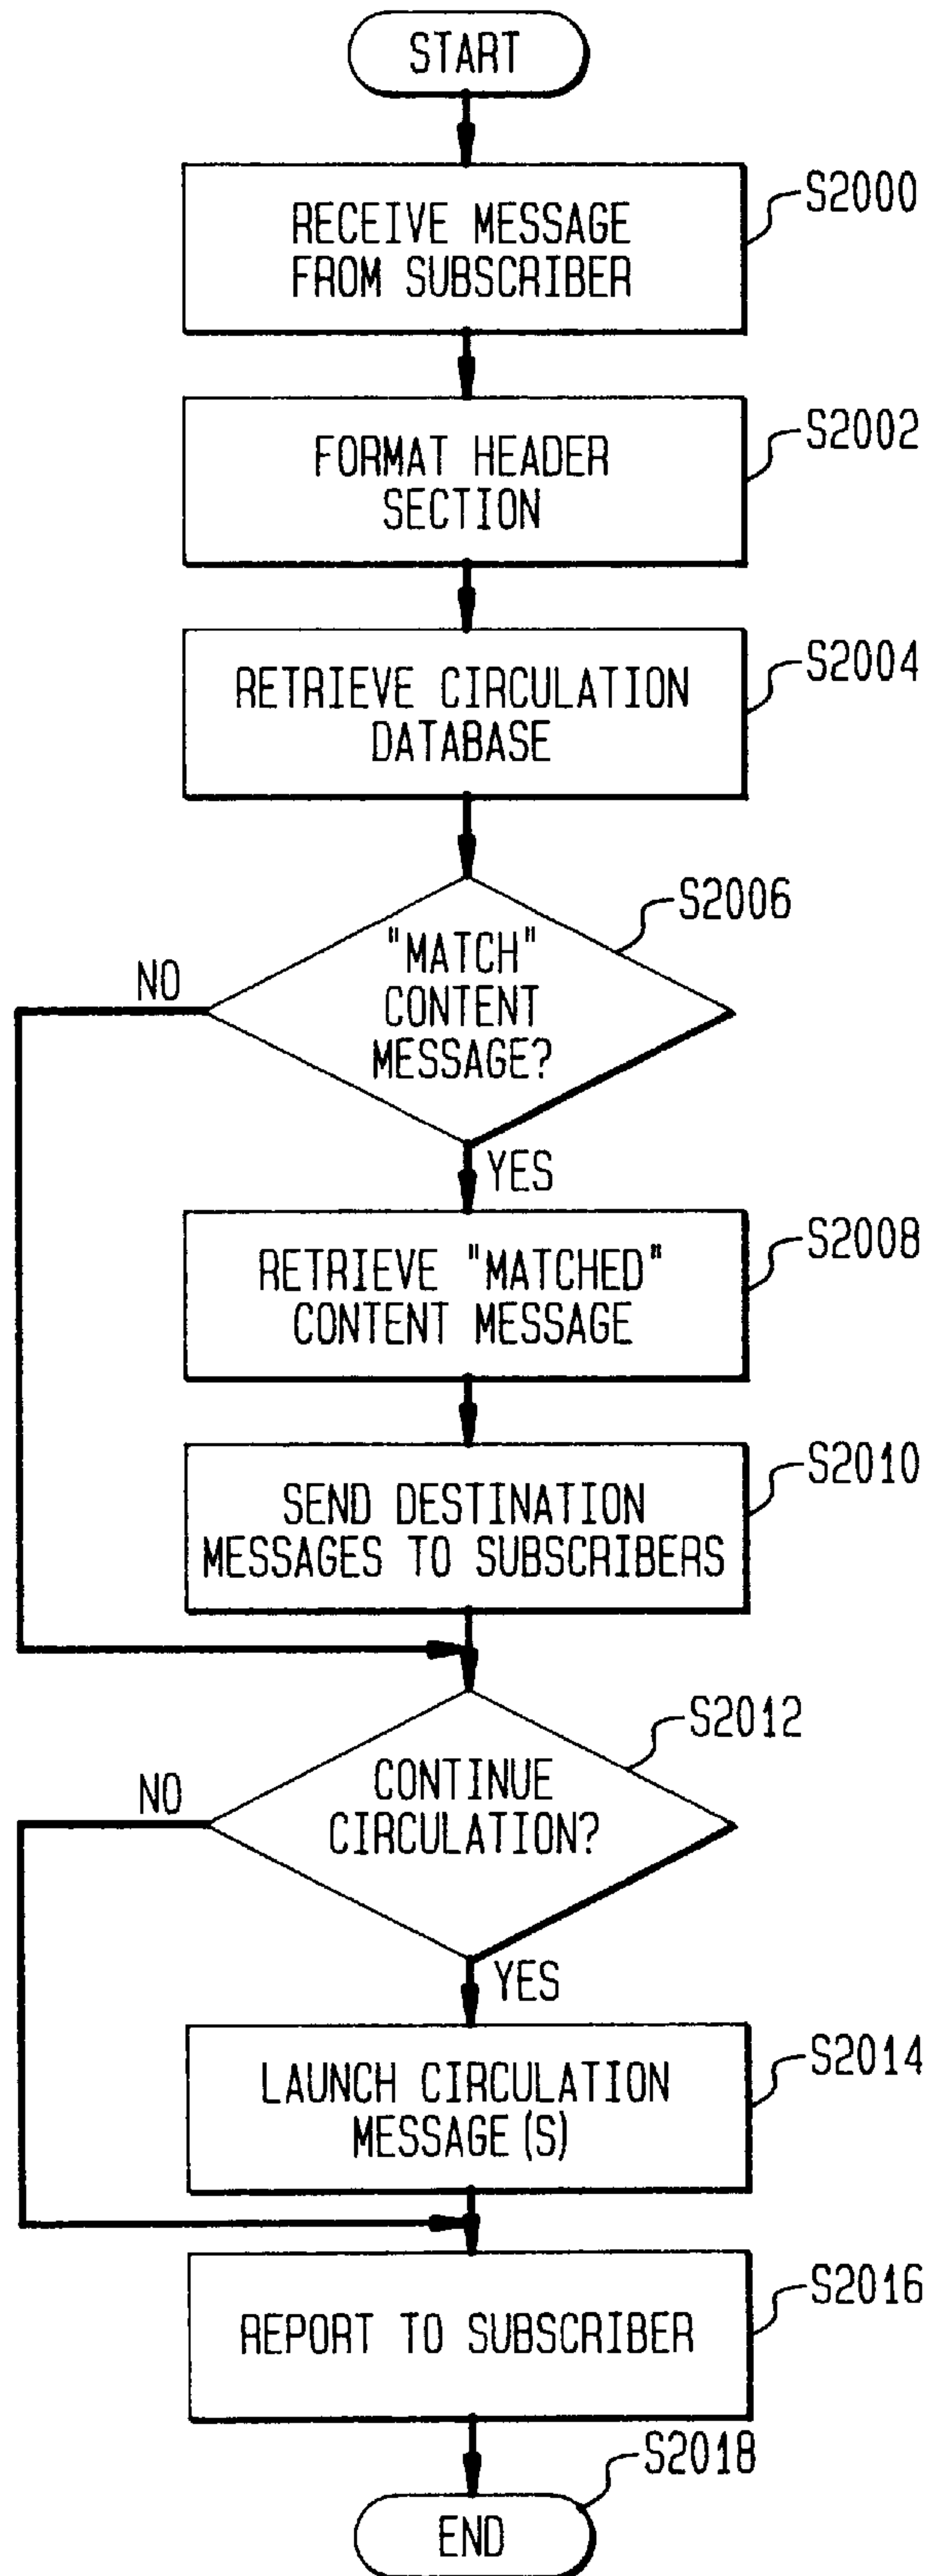 START
RECEIVE MESSAGE
FROM SUBSCRIBER
S2000
FORMAT HEADER
SECTION
S2002
RETRIEVE CIRCULATION
DATABASE
S2004
"MATCH"
CONTENT
MESSAGE?
S2006
NO
YES
RETRIEVE "MATCHED"
CONTENT MESSAGE
S2008
SEND DESTINATION
MESSAGES TO SUBSCRIBERS
S2010
CONTINUE
CIRCULATION?
S2012
NO
YES
LAUNCH CIRCULATION
MESSAGE(S)
S2014
REPORT TO SUBSCRIBER
S2016
END
S2018